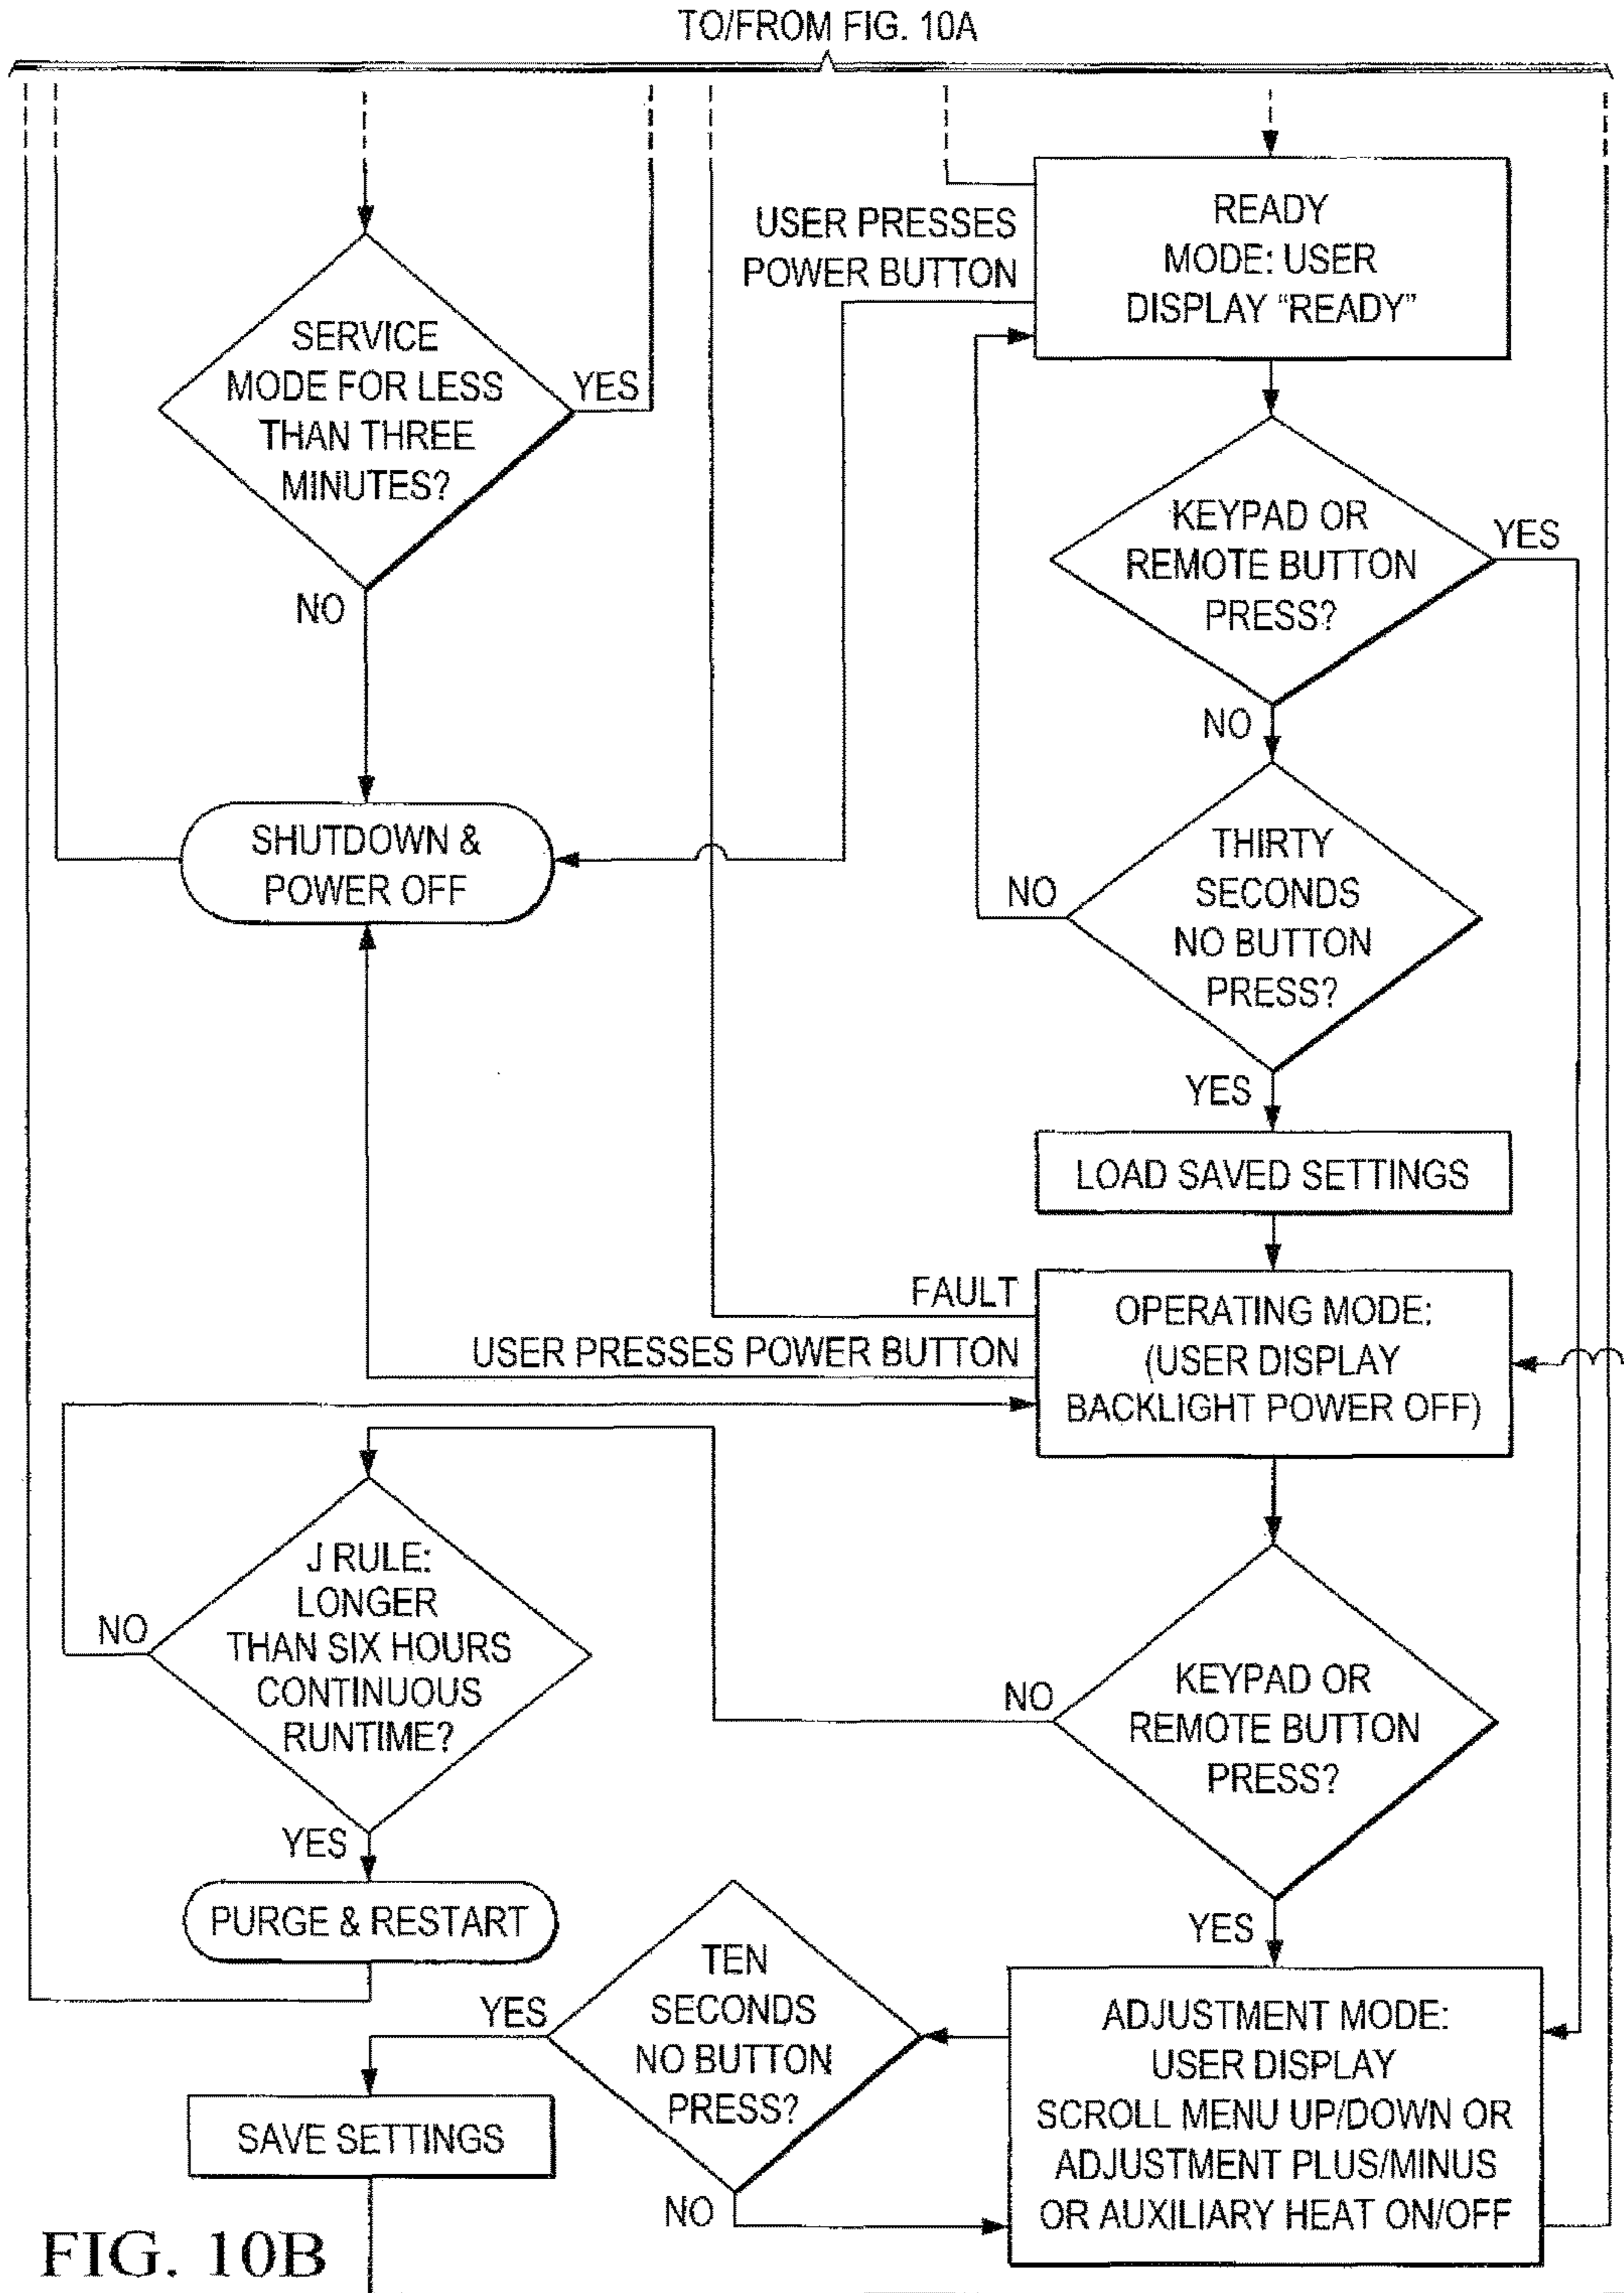 TO/FROM FIG. 10A
USER PRESSES
POWER BUTTON
READY
MODE: USER
DISPLAY “READY”
SERVICE
MODE FOR LESS
THAN THREE
MINUTES?
YES
NO
KEYPAD OR
REMOTE BUTTON
PRESS?
YES
NO
SHUTDOWN &
POWER OFF
THIRTY
SECONDS
NO BUTTON
PRESS?
NO
YES
LOAD SAVED SETTINGS
FAULT
USER PRESSES POWER BUTTON
OPERATING MODE:
(USER DISPLAY
BACKLIGHT POWER OFF)
J RULE:
LONGER
THAN SIX HOURS
CONTINUOUS
RUNTIME?
NO
YES
KEYPAD OR
REMOTE BUTTON
PRESS?
NO
YES
PURGE & RESTART
TEN
SECONDS
NO BUTTON
PRESS?
YES
NO
ADJUSTMENT MODE:
USER DISPLAY
SCROLL MENU UP/DOWN OR
ADJUSTMENT PLUS/MINUS
OR AUXILIARY HEAT ON/OFF
SAVE SETTINGS
FIG. 10B